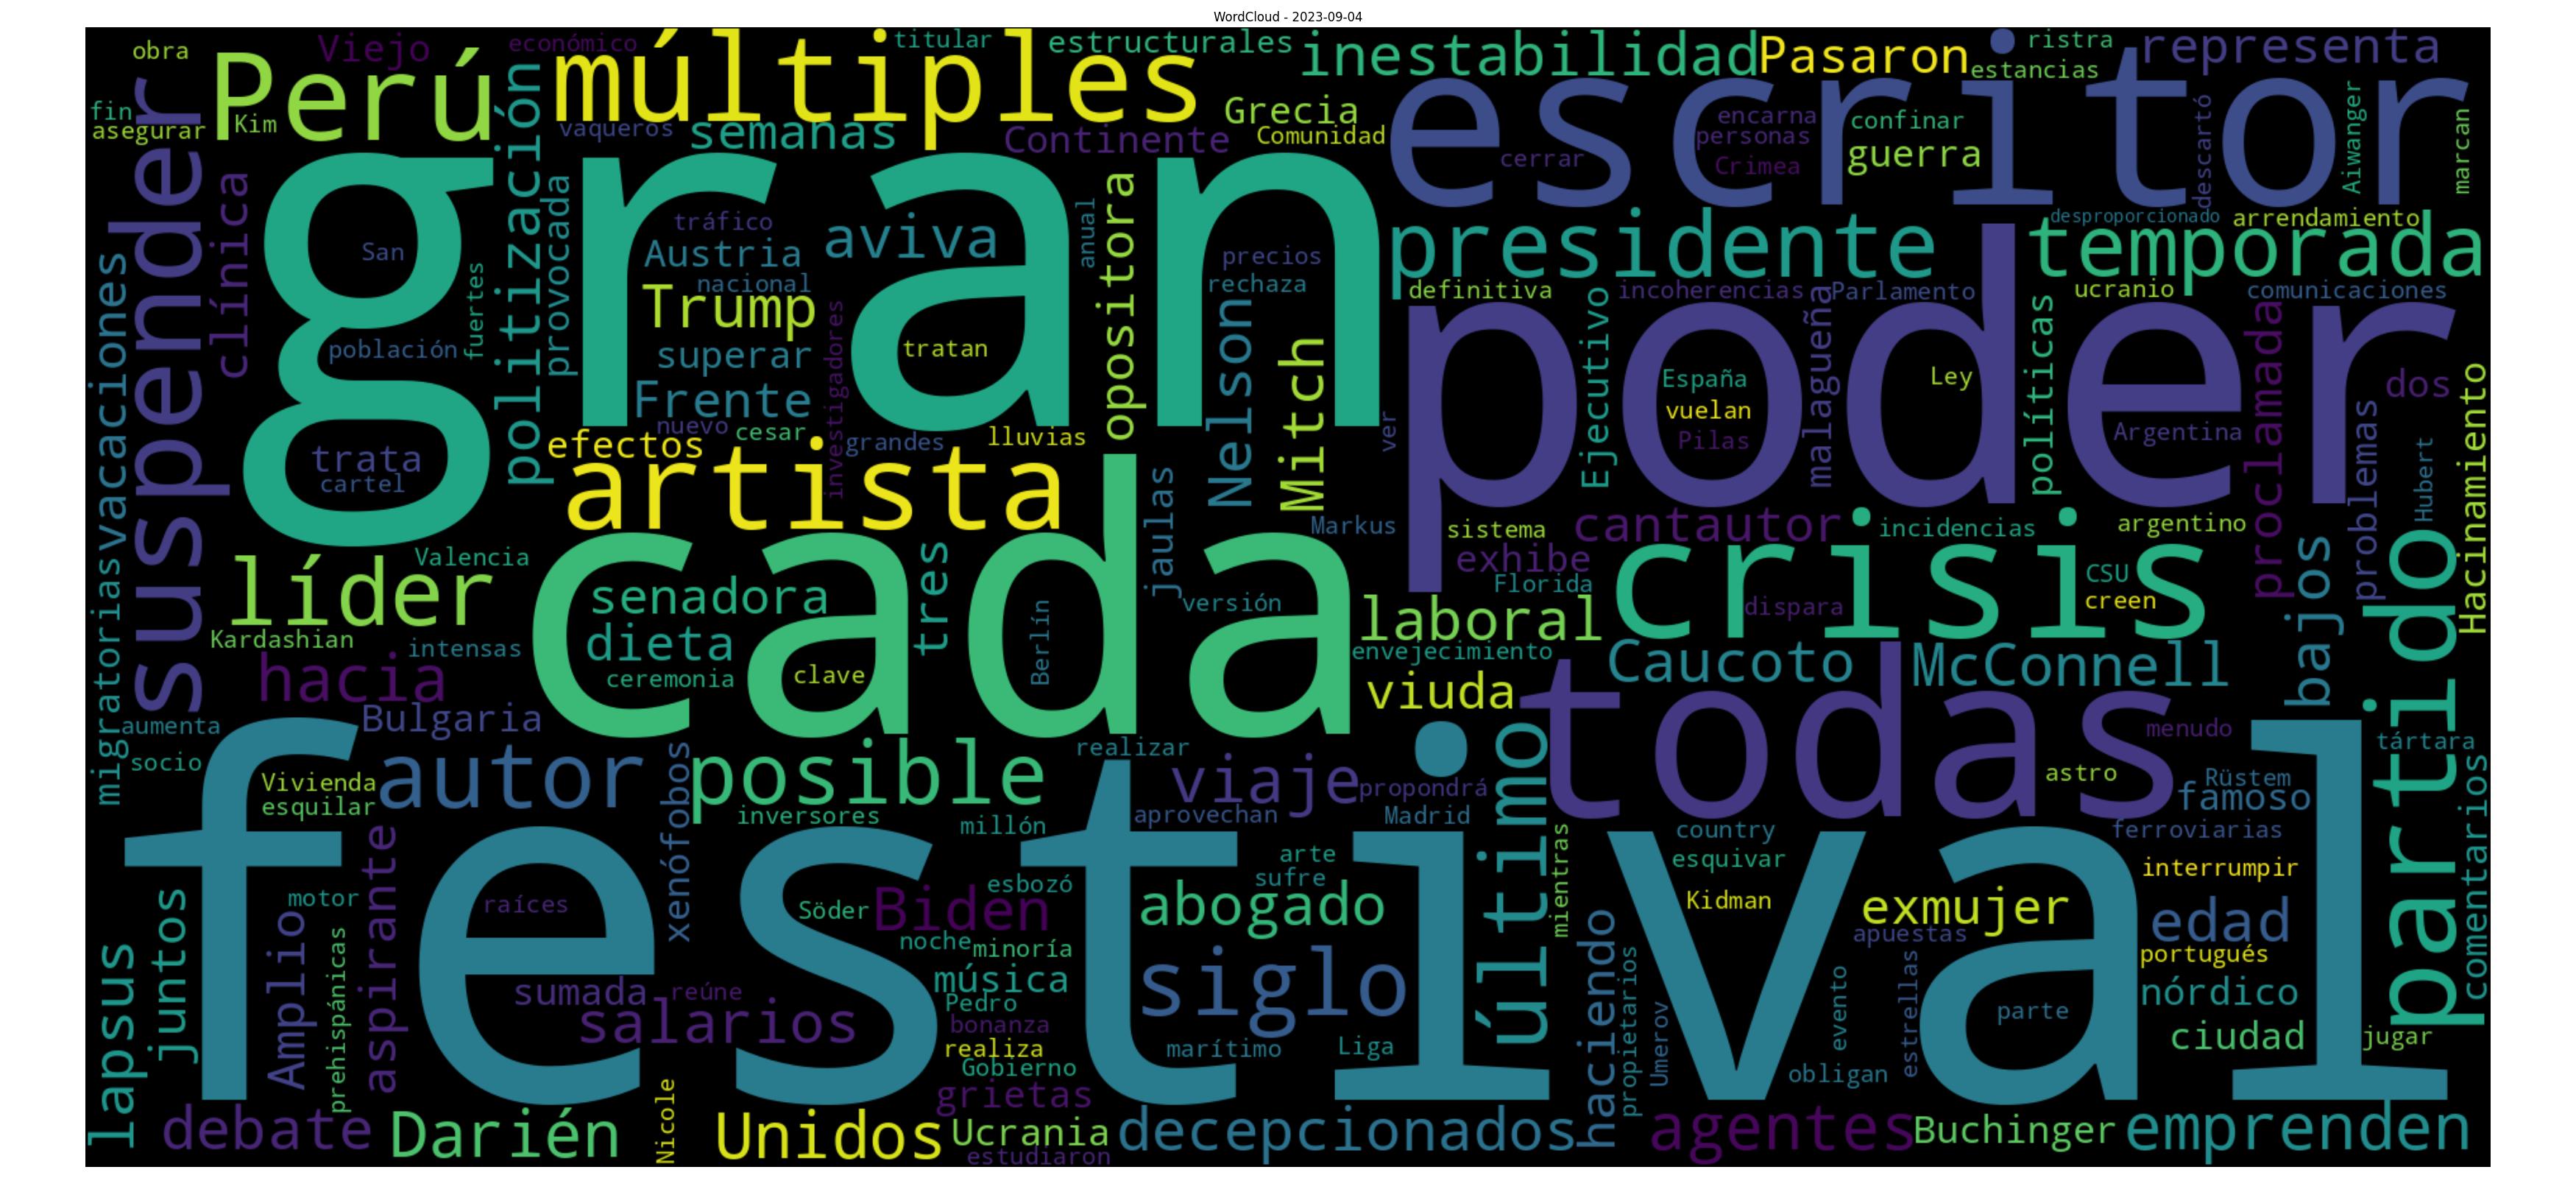 WordCloud - 2023-09-04
obra
Viejo
económico
titular
estructurales
inestabilidad
Pasaron
ristra
representa
estancias
fin
asegurar
Kim
Perú
múltiples
vaqueros
semanas
Continente
Grecia
Comunidad
escritor
cerrar
encarna
personas
Crimea
confinar
guerra
descartó
Aiwanger
marcan
suspender
clínica
politización
provocada
gran
San
población
fuertes
tráfico
Austria
nacional
Trump
superar
Frente
aviva
tratan
anual
opositora
precios
rechaza
Nelson
Mitch
presidente
definitiva
incoherencias
Parlamento
desproporcionado
arrendamiento
temporada
ucranio
comunicaciones
vacaciones
migratorias
trata
cartel
investigadores
nuevo
cesar
grandes
lluvias
efectos
artista
ver
poder
Ejecutivo
España
vuelan
Pilas
malagueña
Ley
políticas
Argentina
proclamada
dos
problemas
Hubert
Hacinamiento
líder
Valencia
Kardashian
intensas
hacia
cada
senadora
dieta
ceremonia
clave
tres
Berlín
jaulas
versión
Markus
sistema
exhibe
Florida
cantautor
incidencias
argentino
crisis
dispara
CSU
creen
bajos
partido
laboral
envejecimiento
viuda
Caucoto
McConnell
todas
menudo
tártara
aumenta
socio
Bulgaria
Vivienda
esquilar
autor
xenófobos
posible
inversores
millón
realizar
viaje
aprovechan
propondrá
Madrid
último
astro
Rüstem
famoso
comentarios
festival
country
esquivar
Kidman
ferroviarias
interrumpir
exmujer
apuestas
edad
portugués
nórdico
ciudad
jugar
lapsus
juntos
motor
Amplio
prehispánicas
aspirante
raíces
sumada
reúne
salarios
Söder
Biden
noche
minoría
música
Pedro
bonanza
realiza
Gobierno
grietas
esbozó
arte
sufre
abogado
siglo
marítimo
Liga
mientras
haciendo
propietarios
Umerov
obligan
evento
estrellas
parte
debate
Darién
Nicole
Unidos
Ucrania
estudiaron
decepcionados
agentes
Buchinger
emprenden